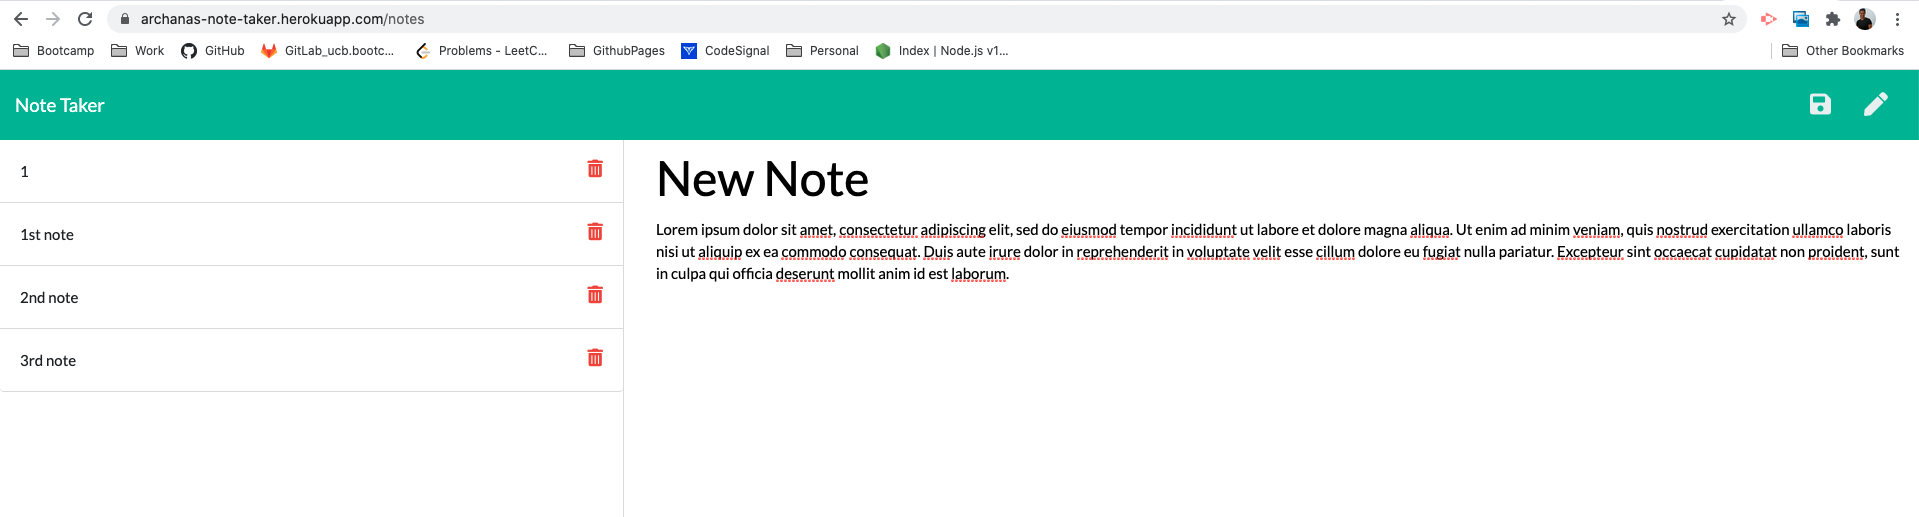 archanas-note-taker.herokuapp.com/notes
Bootcamp Work GitHub GitLab_ucb.bootc... Problems - LeetC... GithubPages CodeSignal Personal Index | Node.js v1... Other Bookmarks
Note Taker
1
1st note
2nd note
3rd note
New Note
Lorem ipsum dolor sit amet, consectetur adipiscing elit, sed do eiusmod tempor incididunt ut labore et dolore magna aliqua. Ut enim ad minim veniam, quis nostrud exercitation ullamco laboris
nisi ut aliquip ex ea commodo consequat. Duis aute irure dolor in reprehenderit in voluptate velit esse cillum dolore eu fugiat nulla pariatur. Excepteur sint occaecat cupidatat non proident, sunt
in culpa qui officia deserunt mollit anim id est laborum.